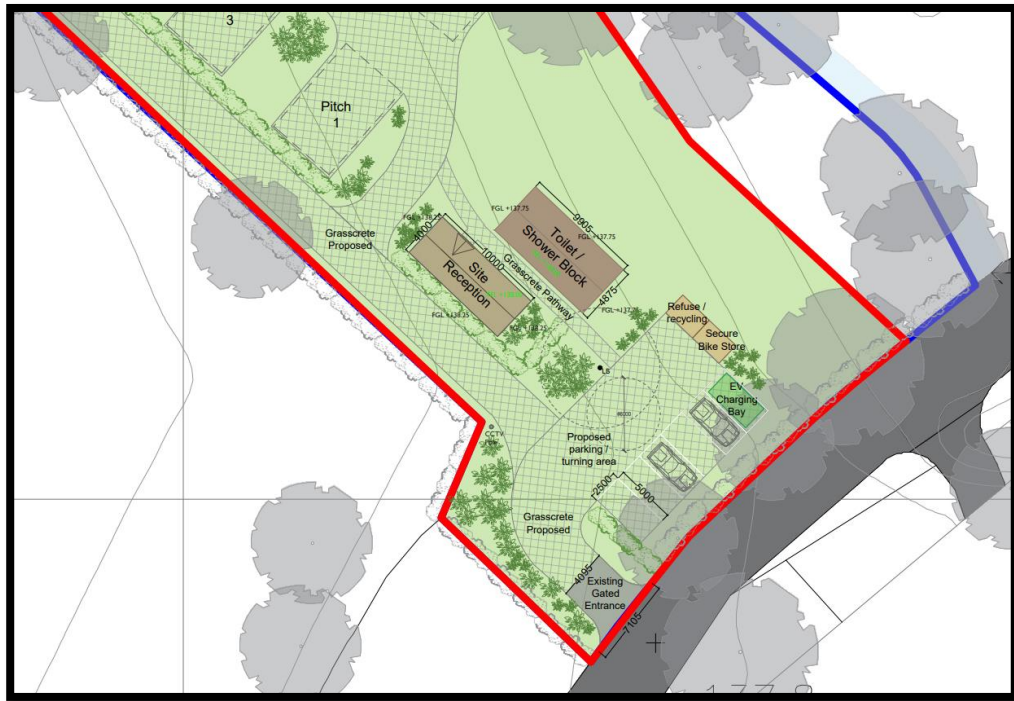 3
Pitch
1
Grasscrete
Proposed
4000
10000
Site
Reception
FGL +138.25
FGL +137.75
9905
FGL +137.75
Toilet /
Shower Block
4875
Grasscrete Pathway
Refuse /
recycling
Secure
Bike Store
EV
Charging
Bay
LB
CCTV
Proposed
parking /
turning area
2500
5000
Grasscrete
Proposed
4095
Existing
Gated
Entrance
7105